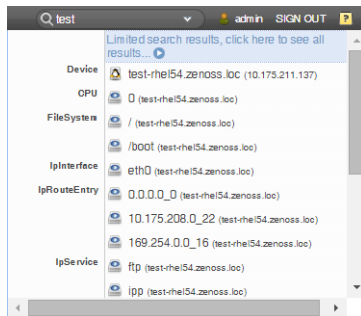 test admin SIGN OUT ?
Limited search results, click here to see all
results...
Device test-rhel54.zenoss.loc (10.175.211.137)
CPU 0 (test-rhel54.zenoss.loc)
FileSystem / (test-rhel54.zenoss.loc)
/boot (test-rhel54.zenoss.loc)
IpInterface eth0 (test-rhel54.zenoss.loc)
IpRouteEntry 0.0.0.0_0 (test-rhel54.zenoss.loc)
10.175.208.0_22 (test-rhel54.zenoss.loc)
169.254.0.0_16 (test-rhel54.zenoss.loc)
IpService ftp (test-rhel54.zenoss.loc)
ipp (test-rhel54.zenoss.loc)